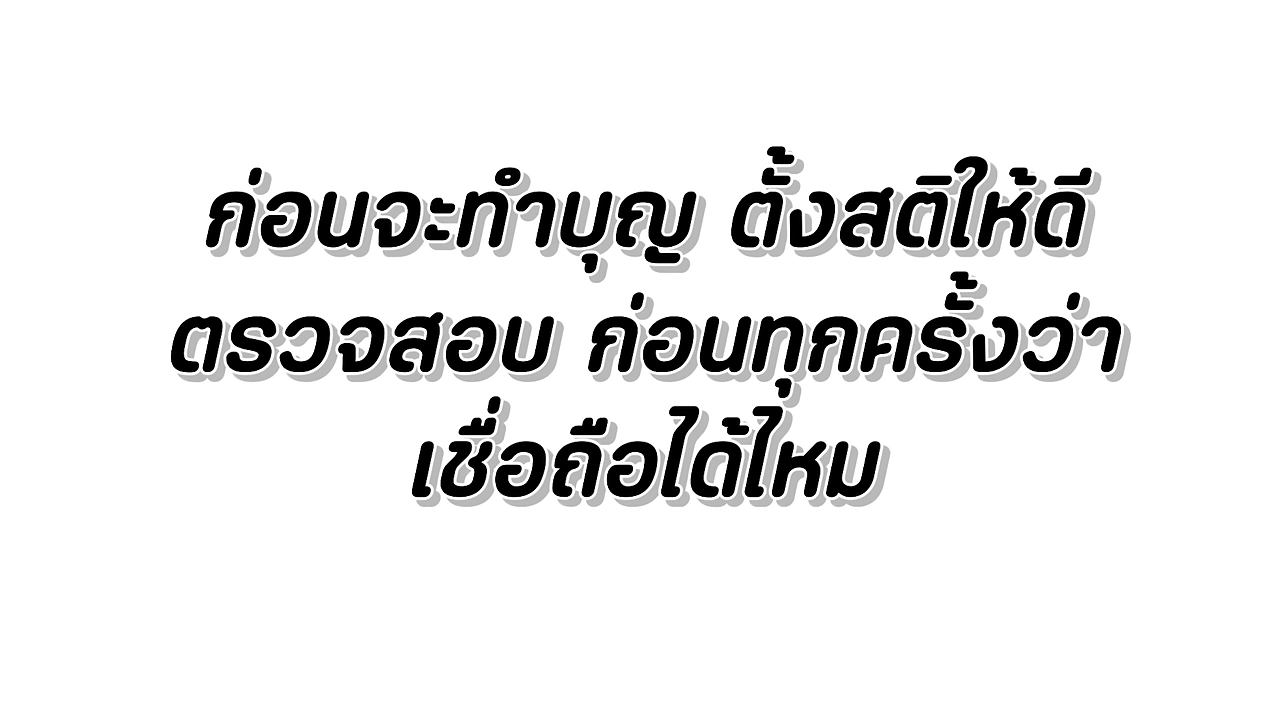 ก่อนจะทำบุญ ตั้งสติให้ดี
ตรวจสอบ ก่อนทุกครั้งว่า
เชื่อถือได้ไหม